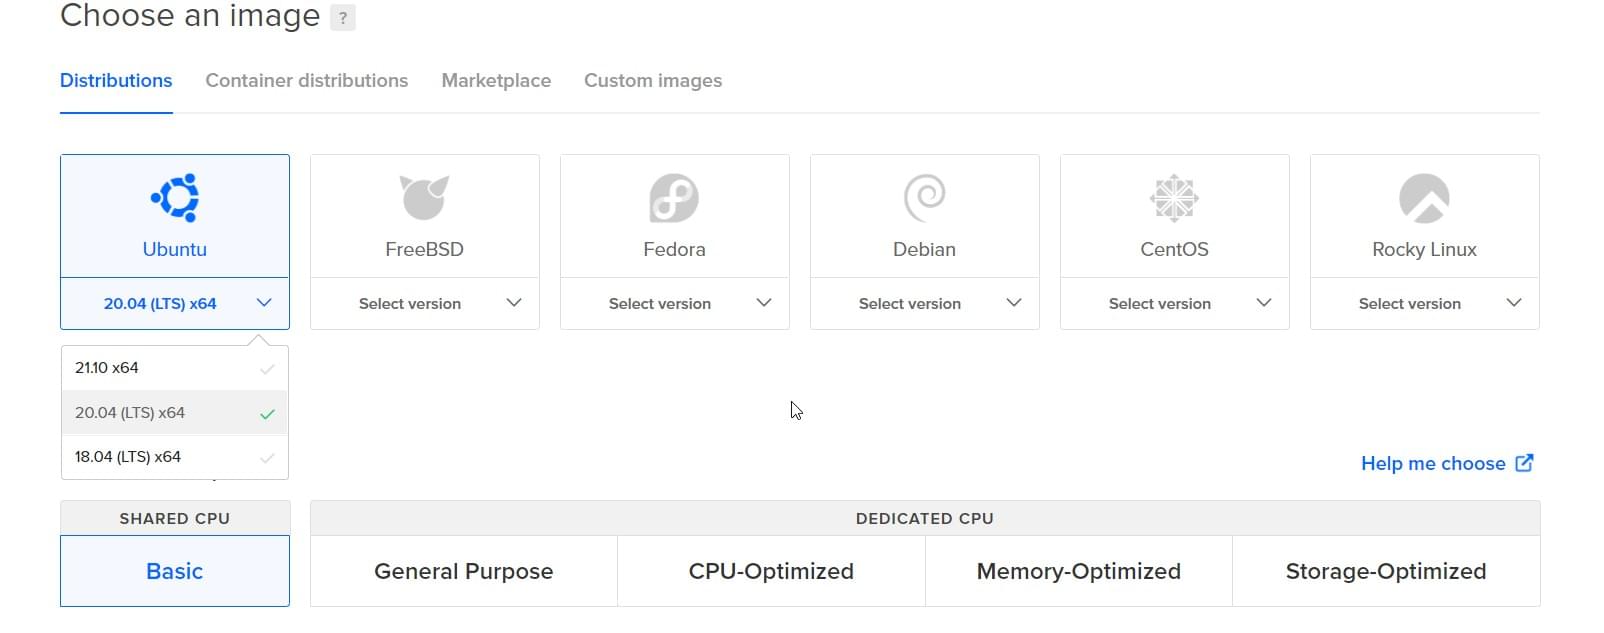 Choose an image ?
Distributions Container distributions Marketplace Custom images
Ubuntu FreeBSD Fedora Debian CentOS Rocky Linux
20.04 (LTS) x64 Select version Select version Select version Select version Select version
21.10 x64
20.04 (LTS) x64
18.04 (LTS) x64
Help me choose
SHARED CPU DEDICATED CPU
Basic General Purpose CPU-Optimized Memory-Optimized Storage-Optimized